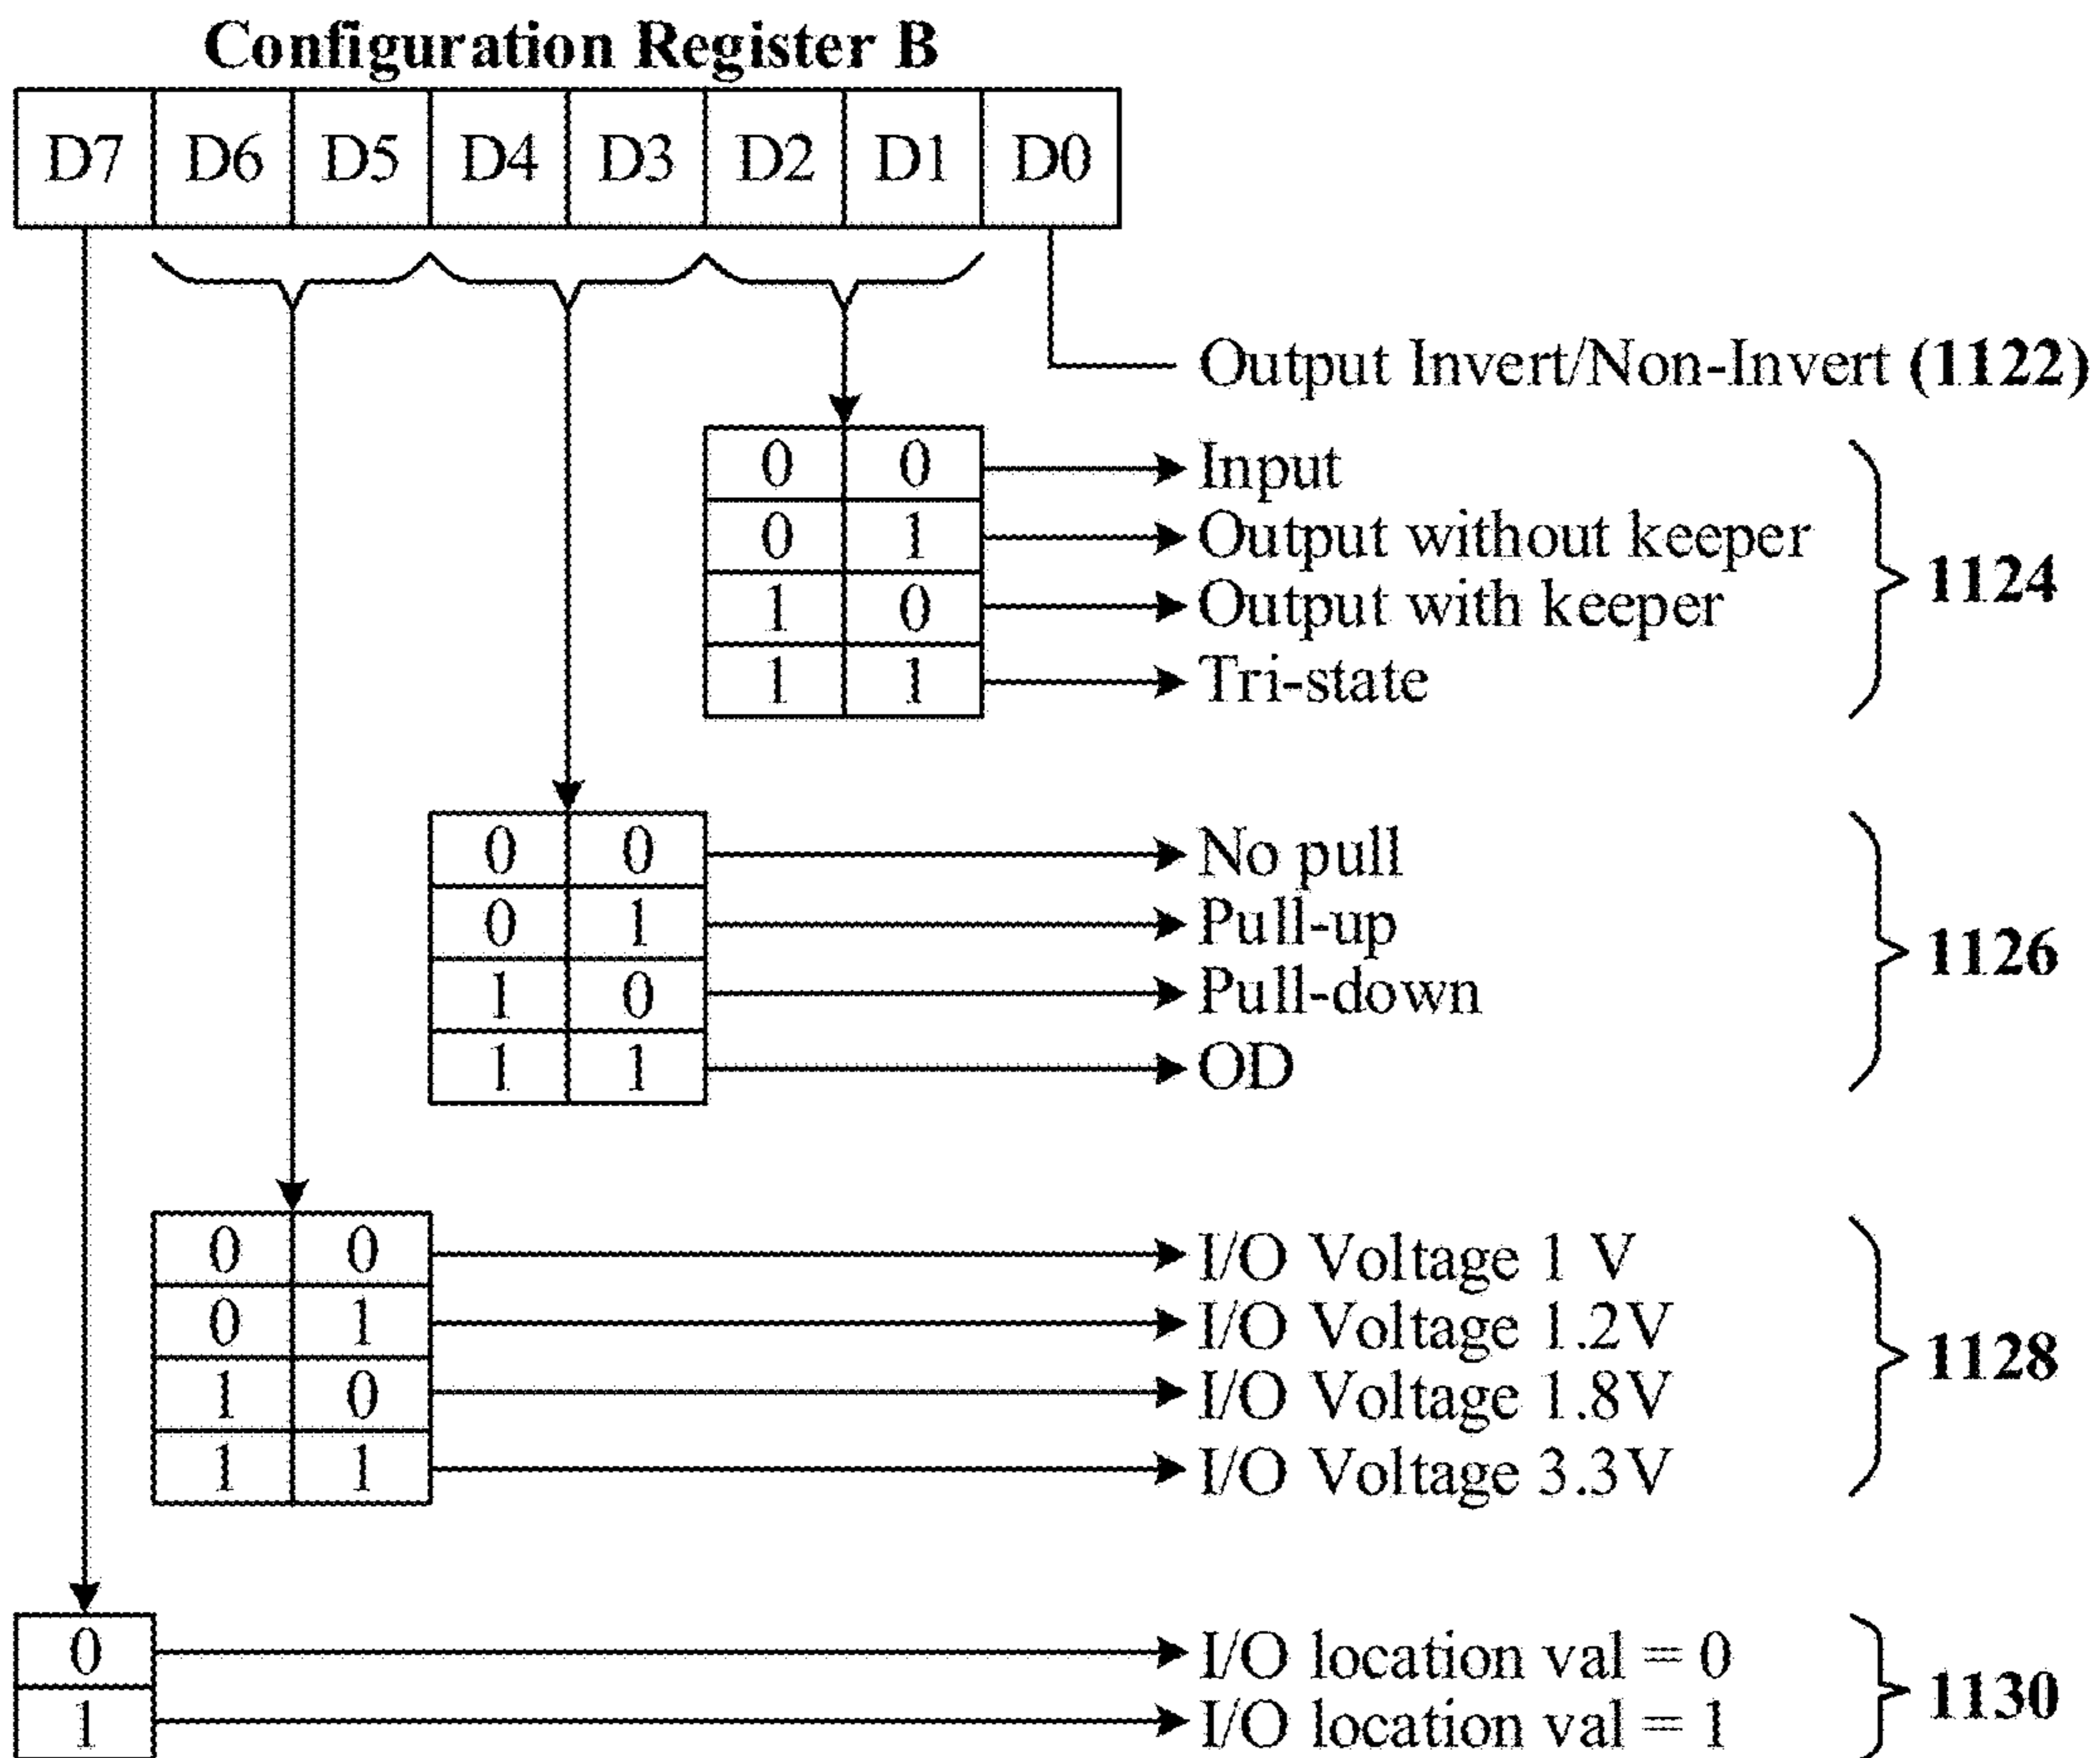 Configuration Register B
D7 D6 D5 D4 D3 D2 D1 D0
Output Invert/Non-Invert (1122)
0 0 Input
0 1 Output without keeper
1 0 Output with keeper
1 1 Tri-state
1124
0 0 No pull
0 1 Pull-up
1 0 Pull-down
1 1 OD
1126
0 0 I/O Voltage 1 V
0 1 I/O Voltage 1.2V
1 0 I/O Voltage 1.8V
1 1 I/O Voltage 3.3V
1128
0 I/O location val = 0
1 I/O location val = 1
1130